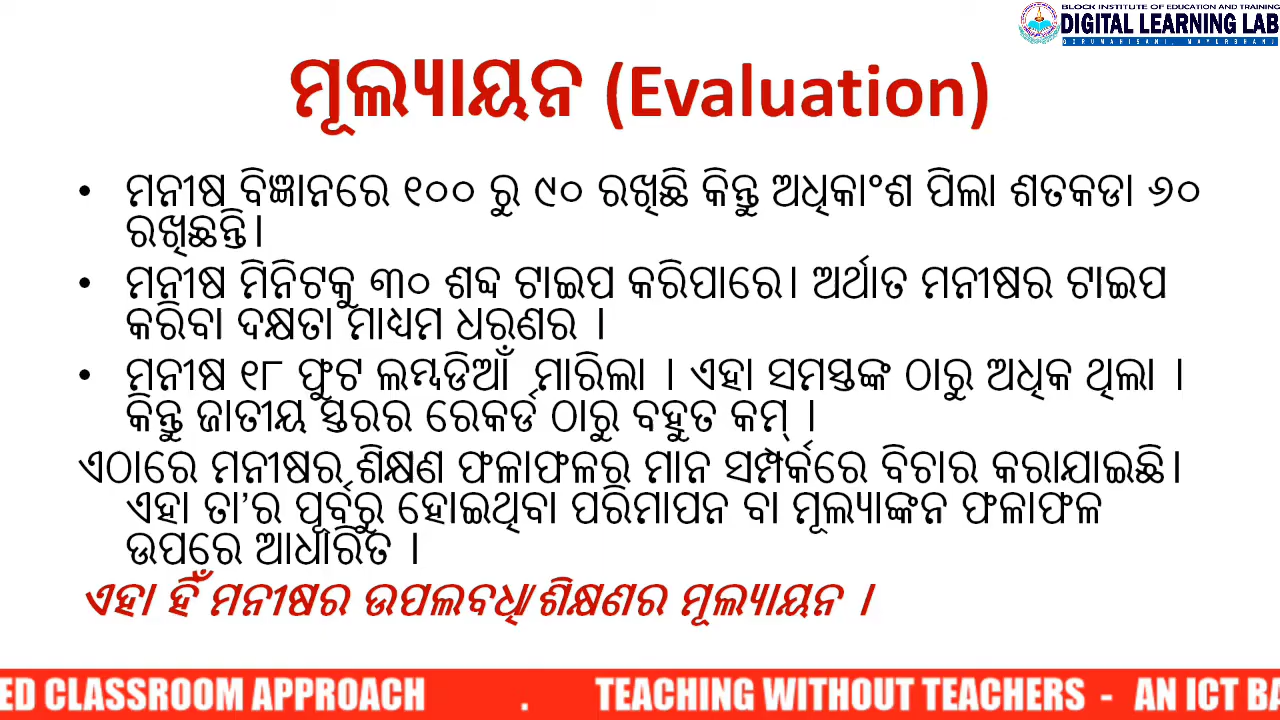 BLOCK INSTITUTE OF EDUCATION AND TRAINING
DIGITAL LEARNING LAB
ମୂଲ୍ୟାୟନ (Evaluation)
• ମନୀଷ ବିଜ୍ଞାନରେ ୧୦୦ ରୁ ୯୦ ରଖିଛି କିନ୍ତୁ ଅଧିକାଂଶ ପିଲା ଶତକଡା ୬୦
ରଖିଛନ୍ତି।
• ମନୀଷ ମିନିଟକୁ ୩୦ ଶବ୍ଦ ଟାଇପ କରିପାରେ। ଅର୍ଥାତ ମନୀଷର ଟାଇପ
କରିବା ଦକ୍ଷତା ମାଧ୍ୟମ ଧରଣର ।
• ମନୀଷ ୧୮ ଫୁଟ ଲମ୍ଭଡିଆଁ ମାରିଲା । ଏହା ସମସ୍ତଙ୍କ ଠାରୁ ଅଧିକ ଥିଲା ।
କିନ୍ତୁ ଜାତୀୟ ସ୍ତରର ରେକର୍ଡ ଠାରୁ ବହୁତ କମ୍ ।
ଏଠାରେ ମନୀଷର ଶିକ୍ଷଣ ଫଳାଫଳର ମାନ ସମ୍ପର୍କରେ ବିଚାର କରାଯାଇଛି।
ଏହା ତା’ର ପୂର୍ବରୁ ହୋଇଥିବା ପରିମାପନ ବା ମୂଲ୍ୟାଙ୍କନ ଫଳାଫଳ
ଉପରେ ଆଧାରିତ ।
ଏହା ହିଁ ମନୀଷର ଉପଲବଧି/ଶିକ୍ଷଣର ମୂଲ୍ୟାୟନ ।
ED CLASSROOM APPROACH . TEACHING WITHOUT TEACHERS - AN ICT BA